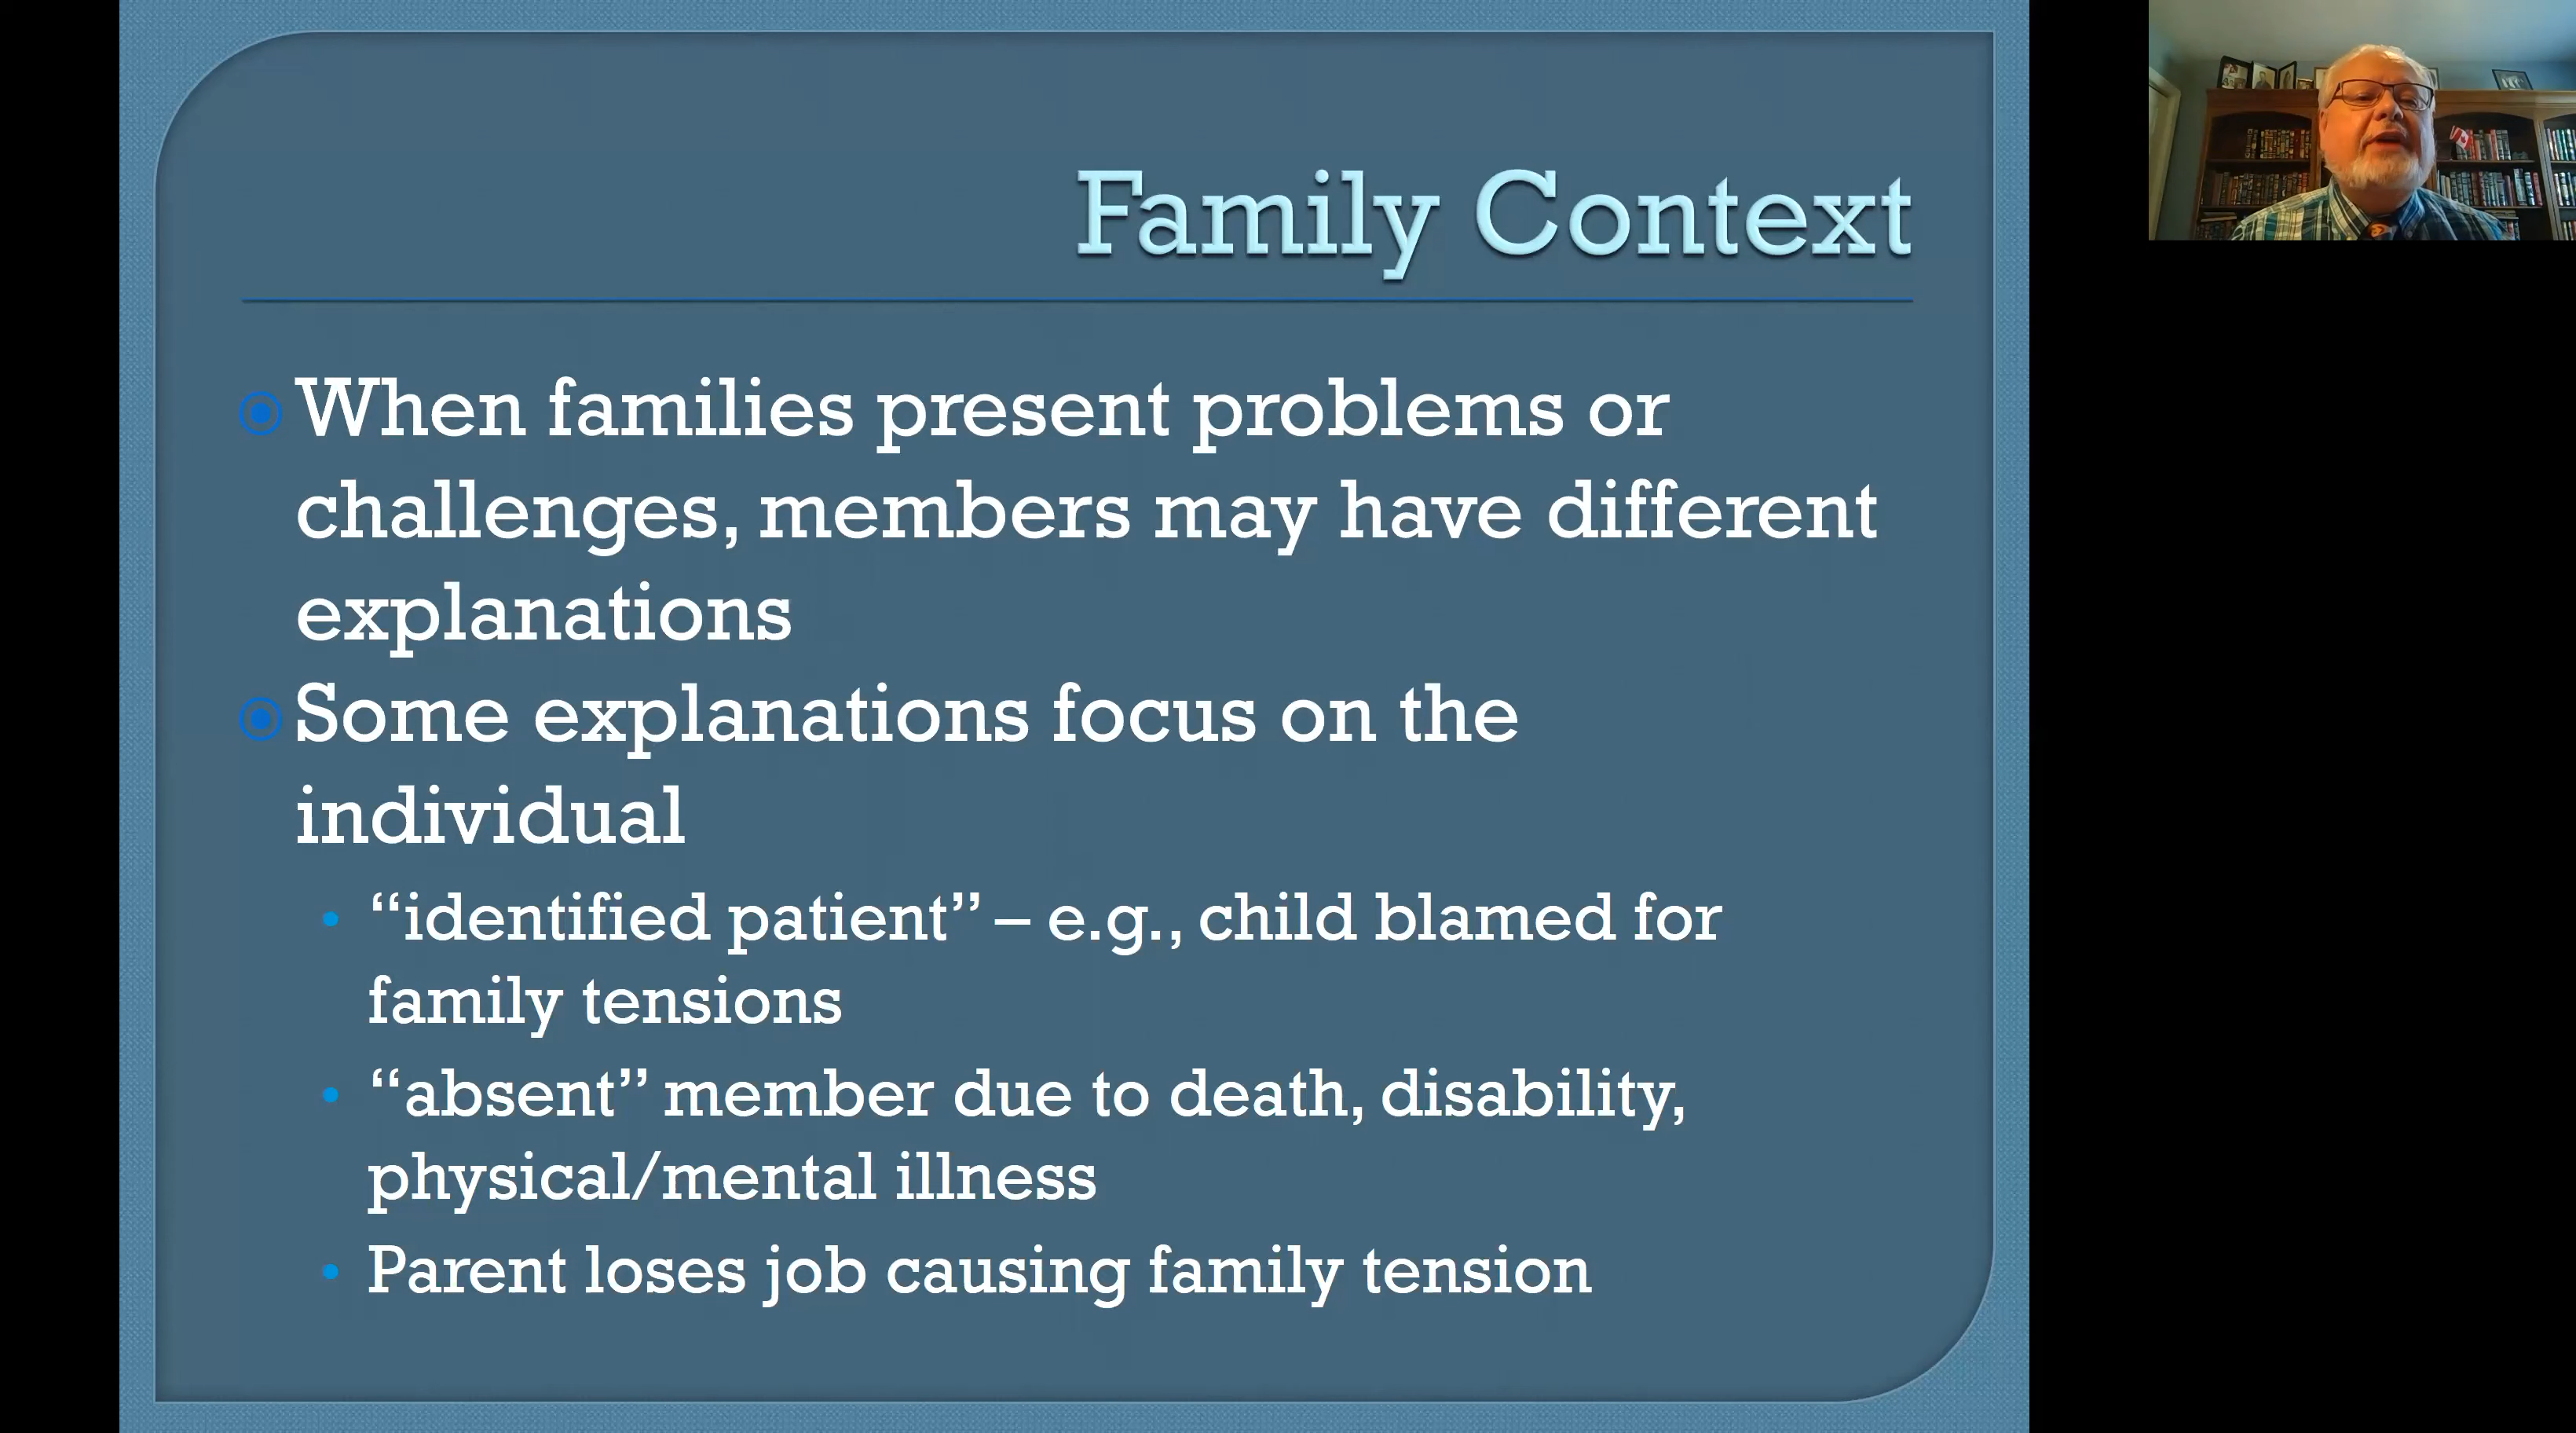 Family Context
When families present problems or
challenges, members may have different
explanations
Some explanations focus on the
individual
“identified patient” – e.g., child blamed for
family tensions
“absent” member due to death, disability,
physical/mental illness
Parent loses job causing family tension